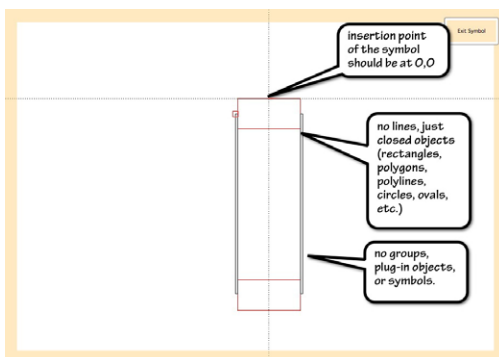 Exit Symbol
insertion point
of the symbol
should be at 0,0
no lines, just
closed objects
(rectangles,
polygons,
polylines,
circles, ovals,
etc.)
no groups,
plug-in objects,
or symbols.